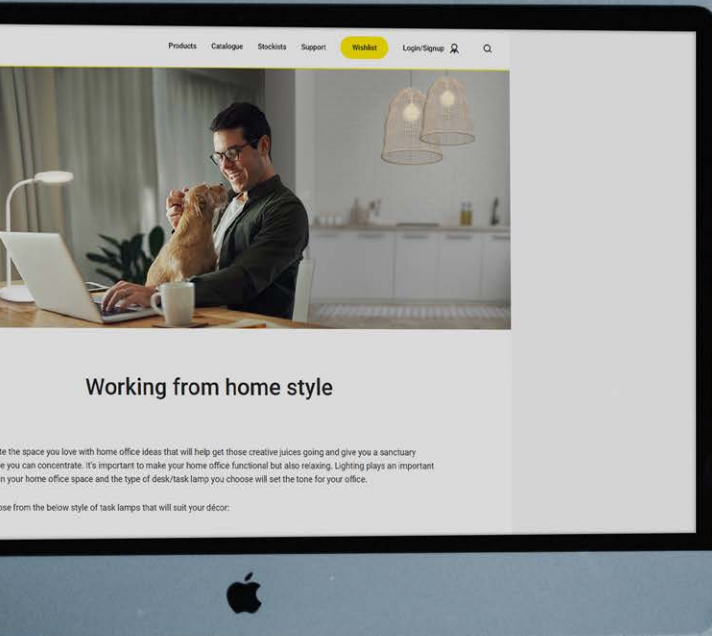 Products Catalogue Stockists Support Wishlist Login/Signup
Working from home style
the space you love with home office ideas that will help get those creative juices going and give you a sanctuary
you can concentrate. It's important to make your home office functional but also relaxing. Lighting plays an important
in your home office space and the type of desk/task lamp you choose will set the tone for your office.
from the below style of task lamps that will suit your décor: